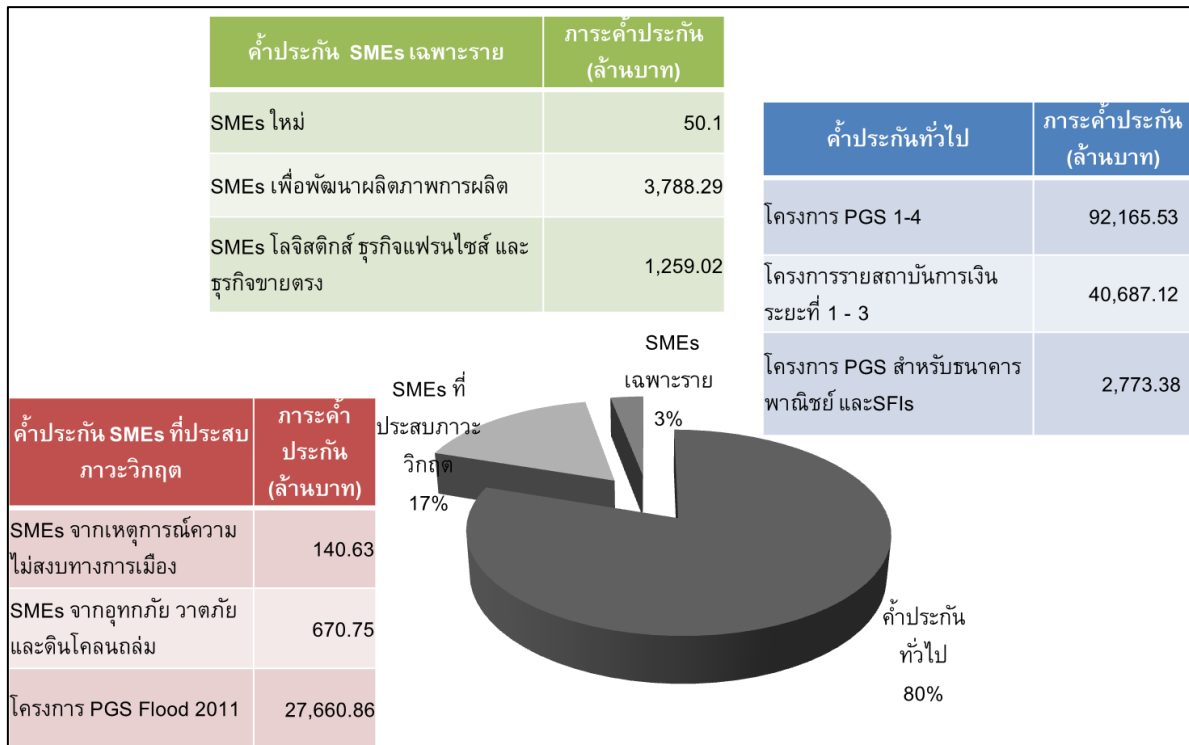 ค้ำประกัน SMEs เฉพาะราย
ภาระค้ำประกัน
(ล้านบาท)
SMEs ใหม่
50.1
SMEs เพื่อพัฒนาผลิตภาพการผลิต
3,788.29
SMEs โลจิสติกส์ ธุรกิจแฟรนไซส์ และ
ธุรกิจขายตรง
1,259.02
ค้ำประกันทั่วไป
ภาระค้ำประกัน
(ล้านบาท)
โครงการ PGS 1-4
92,165.53
โครงการรายสถาบันการเงิน
ระยะที่ 1 - 3
40,687.12
โครงการ PGS สำหรับธนาคาร
พาณิชย์ และSFIs
2,773.38
ค้ำประกัน SMEs ที่ประสบ
ภาวะวิกฤต
ภาระค้ำ
ประกัน
(ล้านบาท)
SMEs จากเหตุการณ์ความ
ไม่สงบทางการเมือง
140.63
SMEs จากอุทกภัย วาตภัย
และดินโคลนถล่ม
670.75
โครงการ PGS Flood 2011
27,660.86
SMEs ที่
ประสบภาวะ
วิกฤต
17%
SMEs
เฉพาะราย
3%
ค้ำประกัน
ทั่วไป
80%